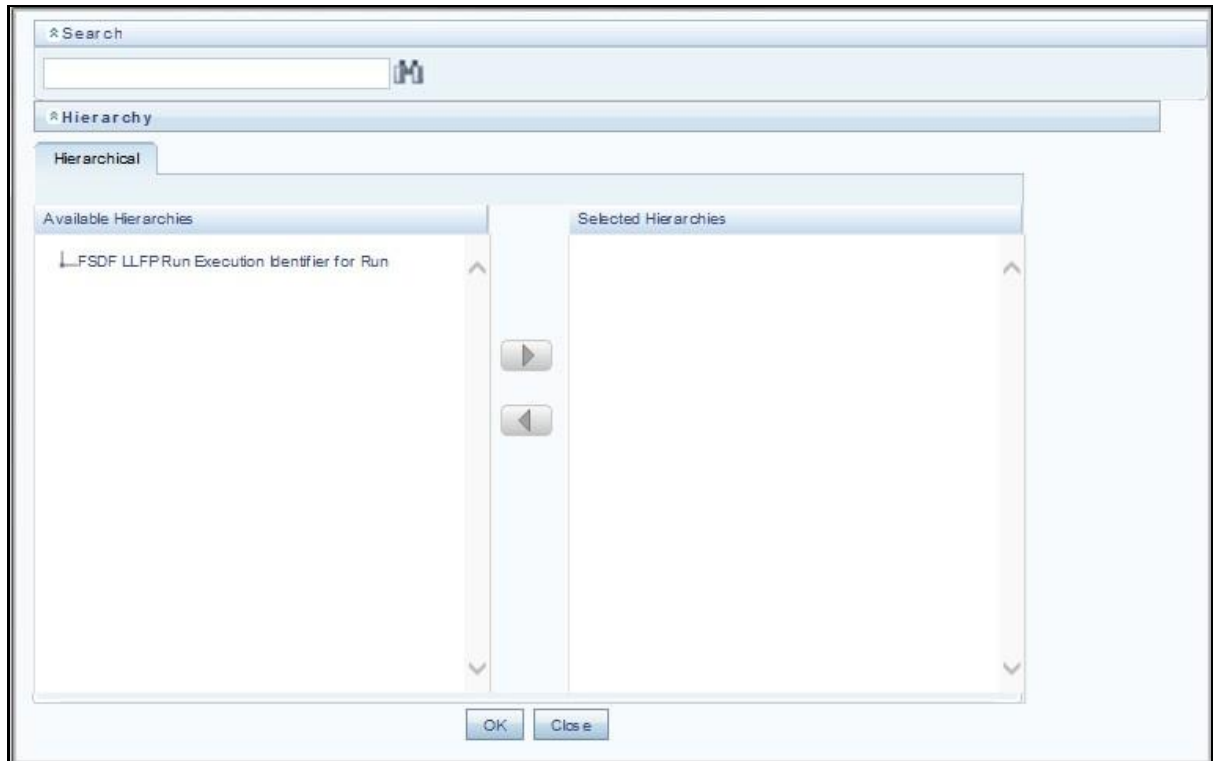 Search
Hierarchy
Hierarchical
Available Hierarchies
Selected Hierarchies
FSDF LLFP Run Execution Identifier for Run
OK
Close